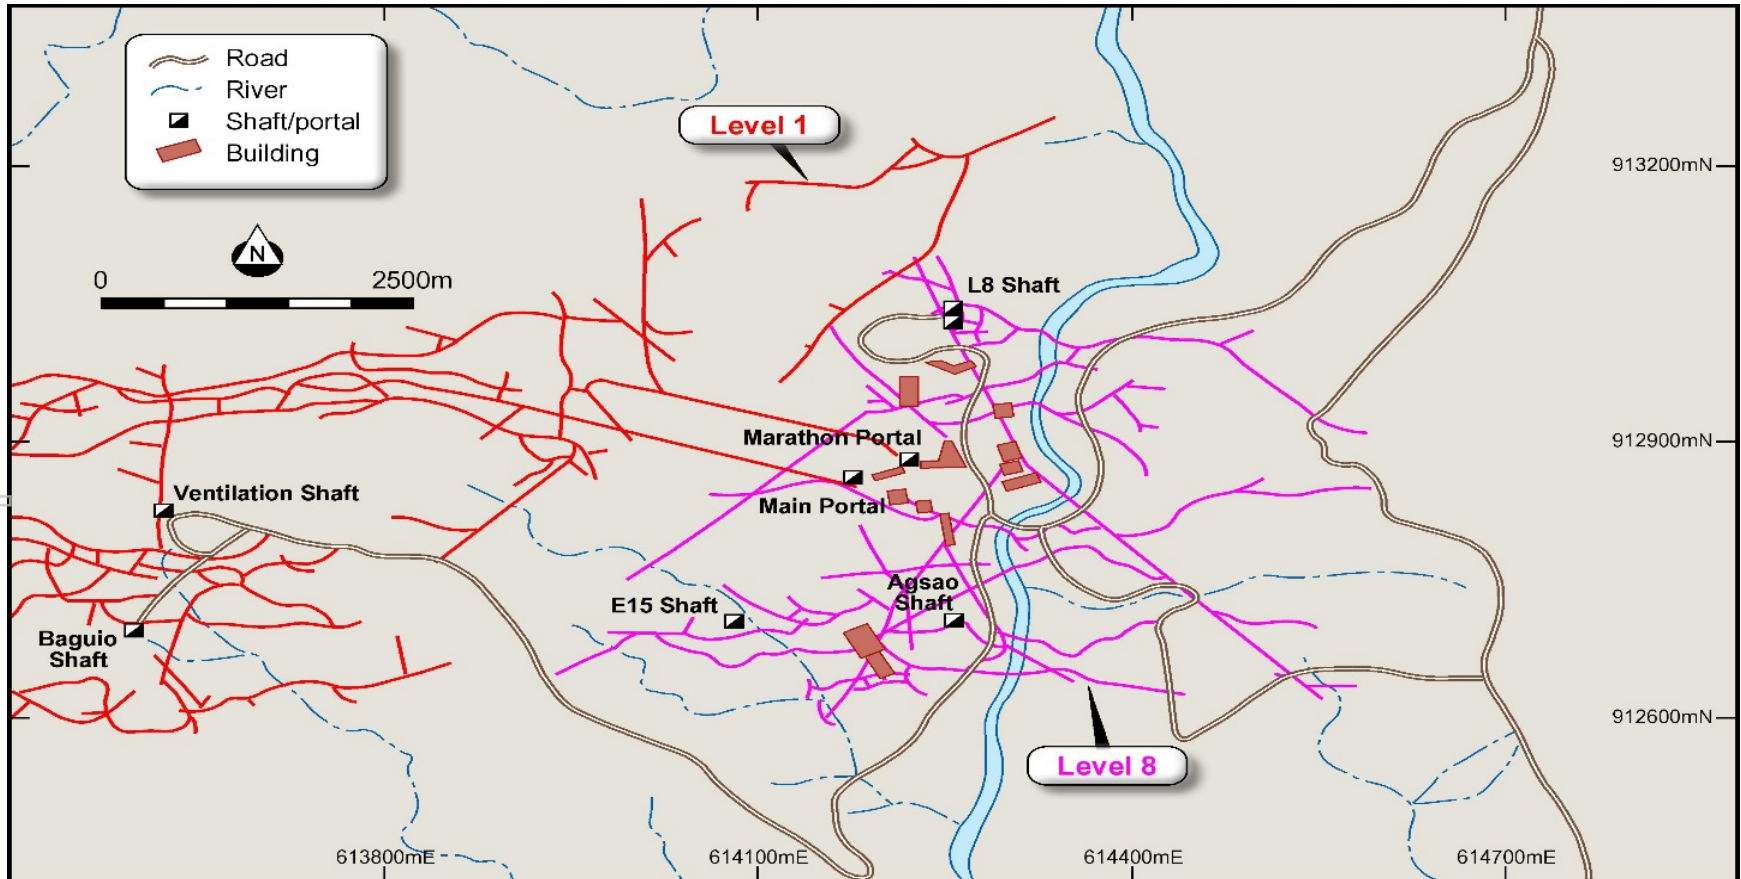 Road
River
Shaft/portal
Building
Level 1
913200mN
N
0 2500m
L8 Shaft
Marathon Portal
912900mN
Ventilation Shaft
Main Portal
Agsao
Shaft
E15 Shaft
Baguio
Shaft
912600mN
Level 8
613800mE
614100mE
614400mE
614700mE